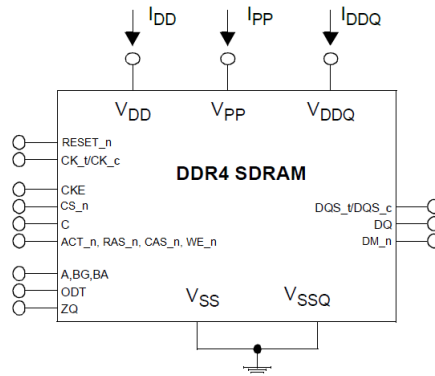 IDD IPP IDDQ
VDD VPP VDDQ
RESET_n
CK_t/CK_c
DDR4 SDRAM
CKE
CS_n
C
ACT_n, RAS_n, CAS_n, WE_n
DQS_t/DQS_c
DQ
DM_n
A,BG,BA
ODT
ZQ
VSS VSSQ